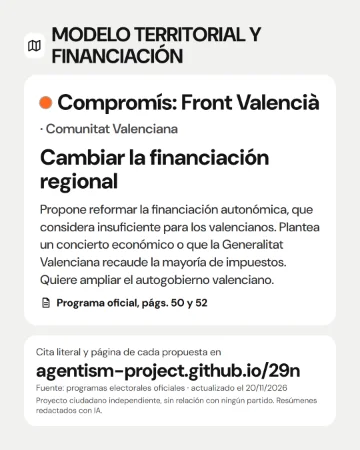 MODELO TERRITORIAL Y
FINANCIACIÓN
Compromís: Front Valencià
· Comunitat Valenciana
Cambiar la financiación
regional
Propone reformar la financiación autonómica, que
considera insuficiente para los valencianos. Plantea
un concierto económico o que la Generalitat
Valenciana recaude la mayoría de impuestos.
Quiere ampliar el autogobierno valenciano.
Programa oficial, págs. 50 y 52
Cita literal y página de cada propuesta en
agentism-project.github.io/29n
Fuente: programas electorales oficiales · actualizado el 20/11/2026
Proyecto ciudadano independiente, sin relación con ningún partido. Resúmenes
redactados con IA.